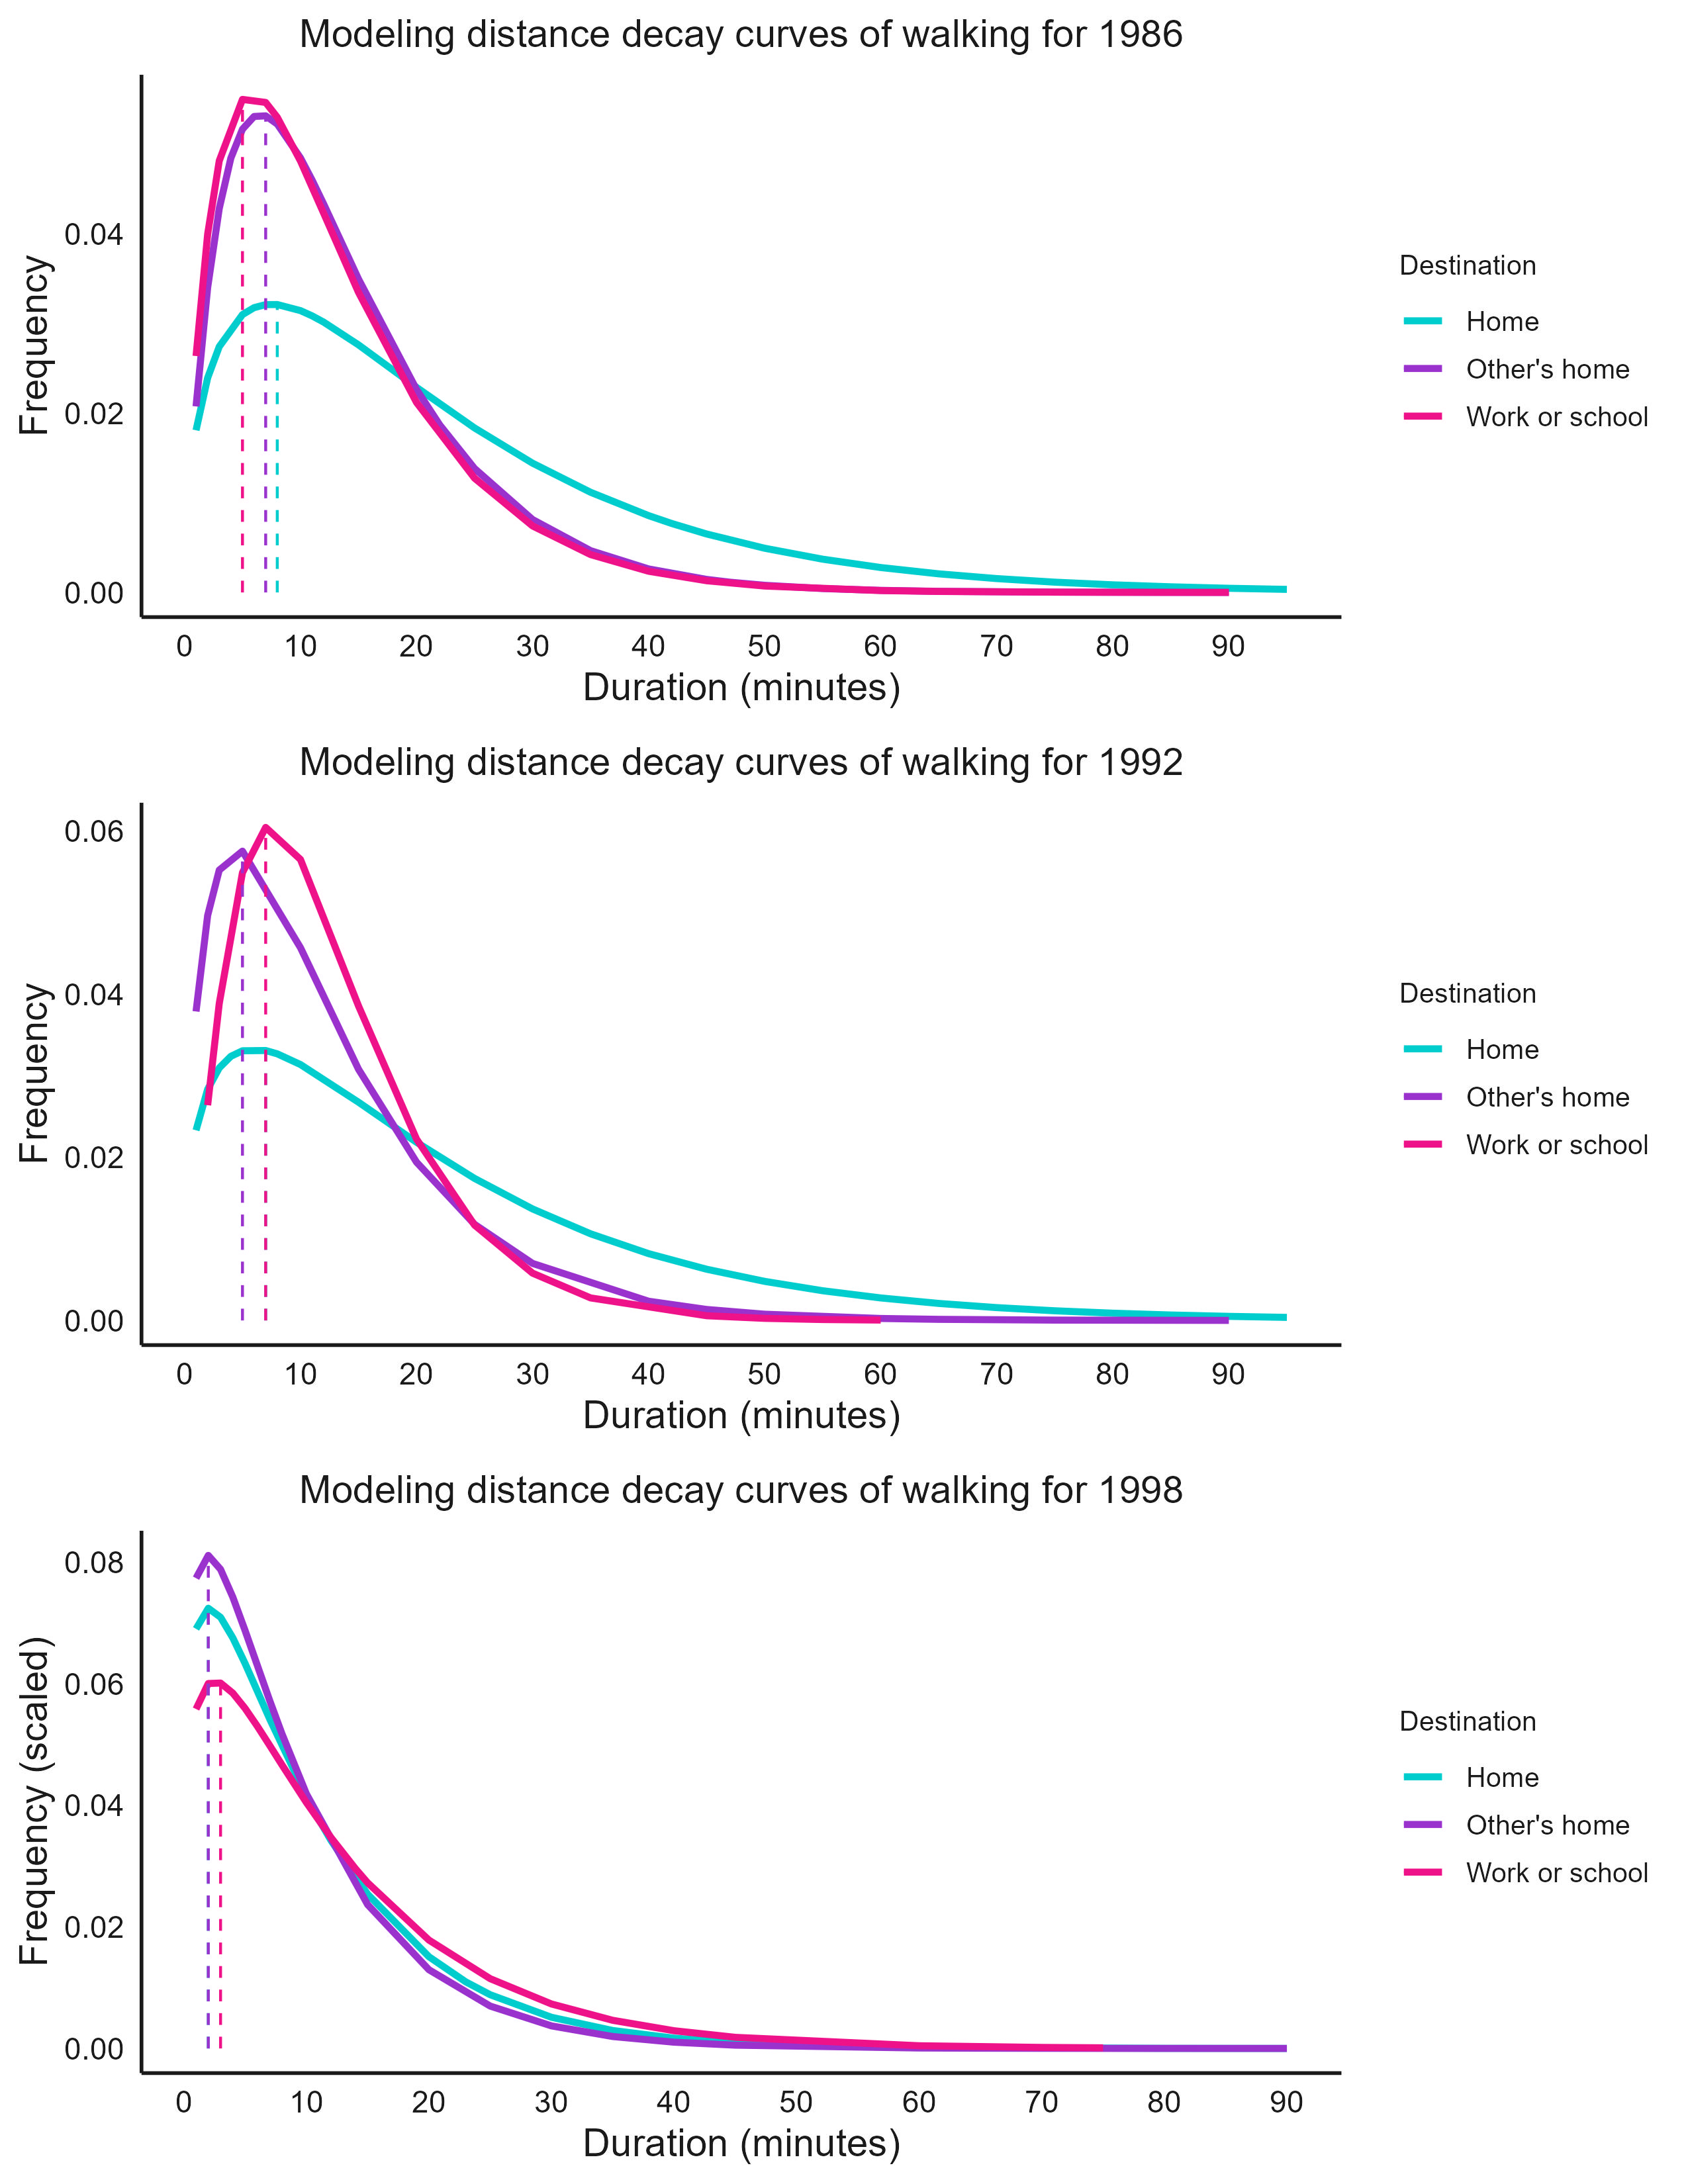 Modeling distance decay curves of walking for 1986
Frequency
0.04
0.02
0.00
0 10 20 30 40 50 60 70 80 90
Duration (minutes)
Destination
Home
Other's home
Work or school
Modeling distance decay curves of walking for 1992
Frequency
0.06
0.04
0.02
0.00
0 10 20 30 40 50 60 70 80 90
Duration (minutes)
Destination
Home
Other's home
Work or school
Modeling distance decay curves of walking for 1998
Frequency (scaled)
0.08
0.06
0.04
0.02
0.00
0 10 20 30 40 50 60 70 80 90
Duration (minutes)
Destination
Home
Other's home
Work or school